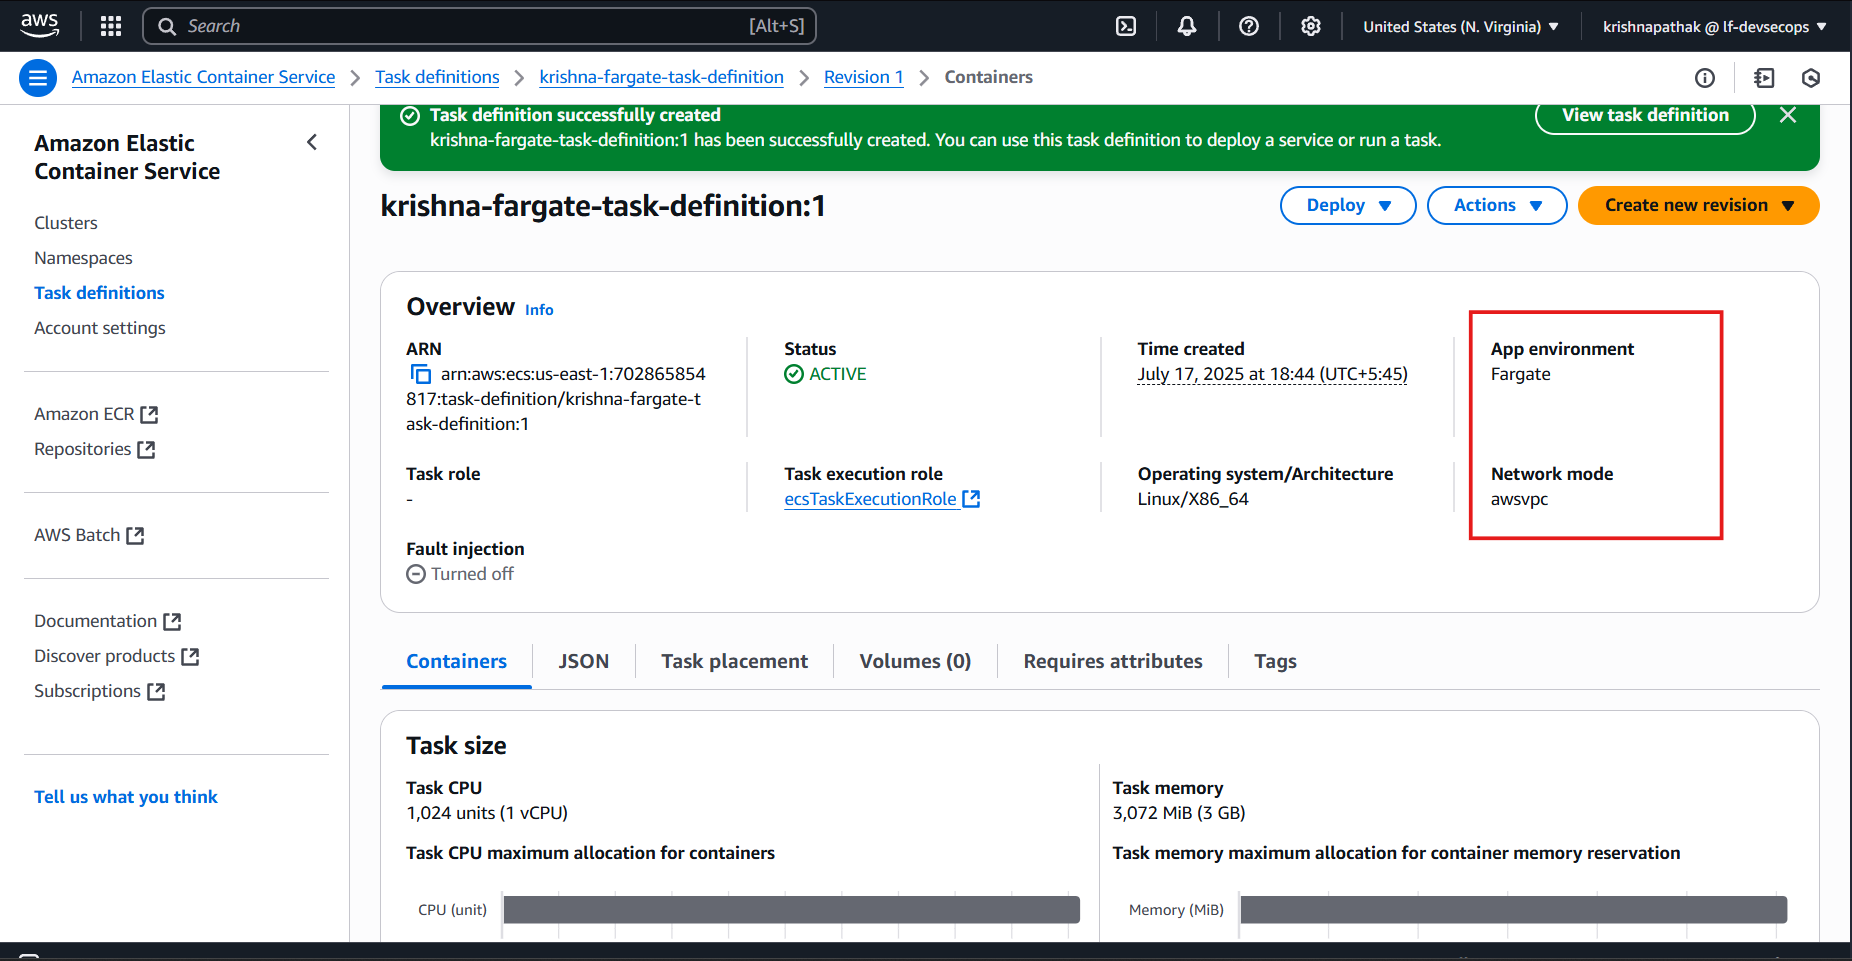 aws
Search [Alt+S]
United States (N. Virginia)
krishnapathak @ lf-devsecops
Amazon Elastic Container Service
Task definitions
krishna-fargate-task-definition
Revision 1
Containers
Amazon Elastic
Container Service
Clusters
Namespaces
Task definitions
Account settings
Amazon ECR
Repositories
AWS Batch
Documentation
Discover products
Subscriptions
Tell us what you think
Task definition successfully created
krishna-fargate-task-definition:1 has been successfully created. You can use this task definition to deploy a service or run a task.
View task definition
krishna-fargate-task-definition:1
Deploy
Actions
Create new revision
Overview Info
ARN
arn:aws:ecs:us-east-1:702865854
817:task-definition/krishna-fargate-t
ask-definition:1
Status
ACTIVE
Time created
July 17, 2025 at 18:44 (UTC+5:45)
App environment
Fargate
Task role
-
Task execution role
ecsTaskExecutionRole
Operating system/Architecture
Linux/X86_64
Network mode
awsvpc
Fault injection
Turned off
Containers
JSON
Task placement
Volumes (0)
Requires attributes
Tags
Task size
Task CPU
1,024 units (1 vCPU)
Task memory
3,072 MiB (3 GB)
Task CPU maximum allocation for containers
CPU (unit)
Task memory maximum allocation for container memory reservation
Memory (MiB)